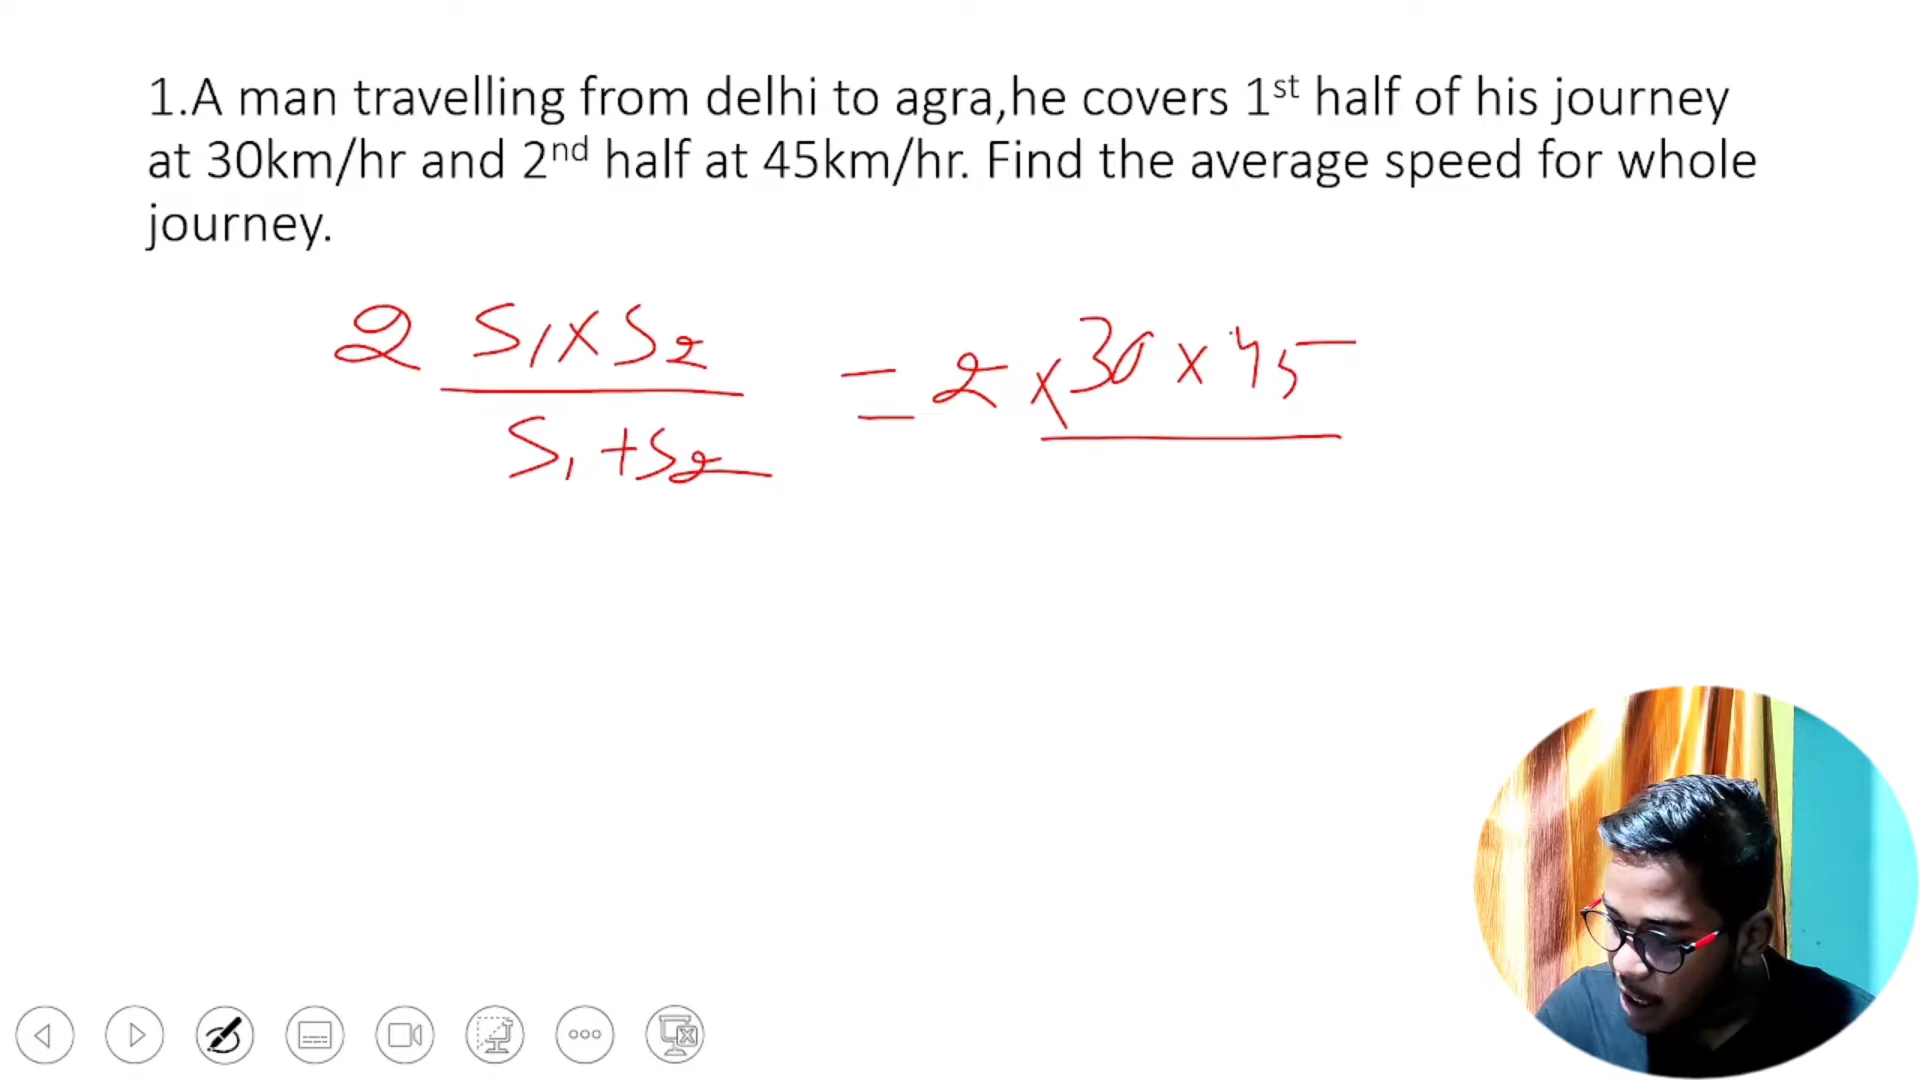 1.A man travelling from delhi to agra,he covers 1st half of his journey
at 30km/hr and 2nd half at 45km/hr. Find the average speed for whole
journey.
2 S1 x S2 = 2 x 30 x 45
S1 + S2